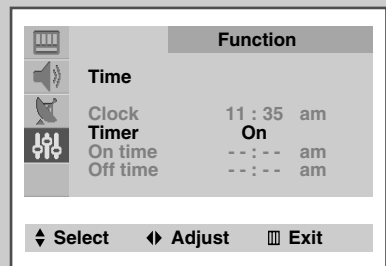 Function
Time
Clock 11 : 35 am
Timer On
On time - - : - - am
Off time - - : - - am
Select Adjust Exit